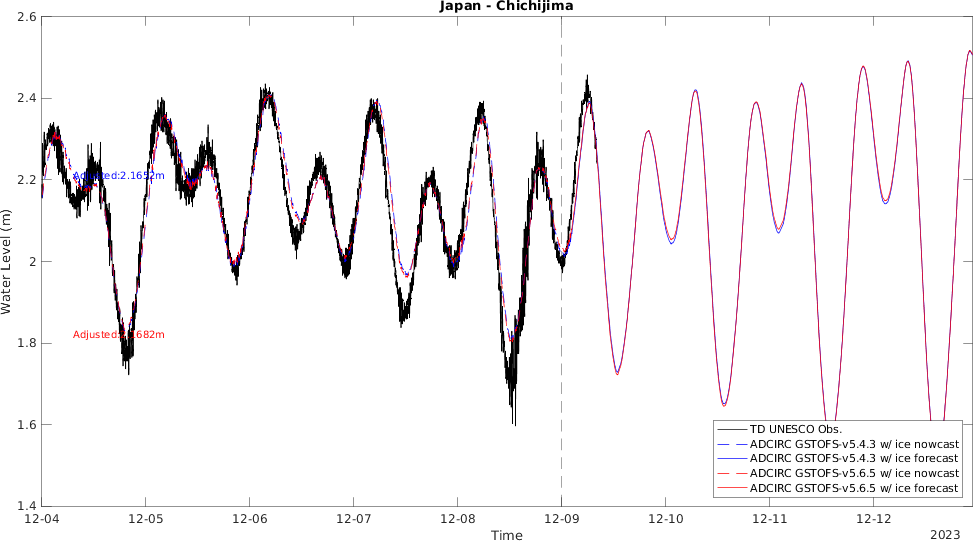 Japan - Chichijima
2.6
2.4
2.2
2
1.8
1.6
1.4
Water Level (m)
Adjusted:2.1652m
Adjusted:2.1682m
TD UNESCO Obs.
ADCIRC GSTOFS-v5.4.3 w/ ice nowcast
ADCIRC GSTOFS-v5.4.3 w/ ice forecast
ADCIRC GSTOFS-v5.6.5 w/ ice nowcast
ADCIRC GSTOFS-v5.6.5 w/ ice forecast
12-04 12-05 12-06 12-07 12-08 12-09 12-10 12-11 12-12
Time
2023